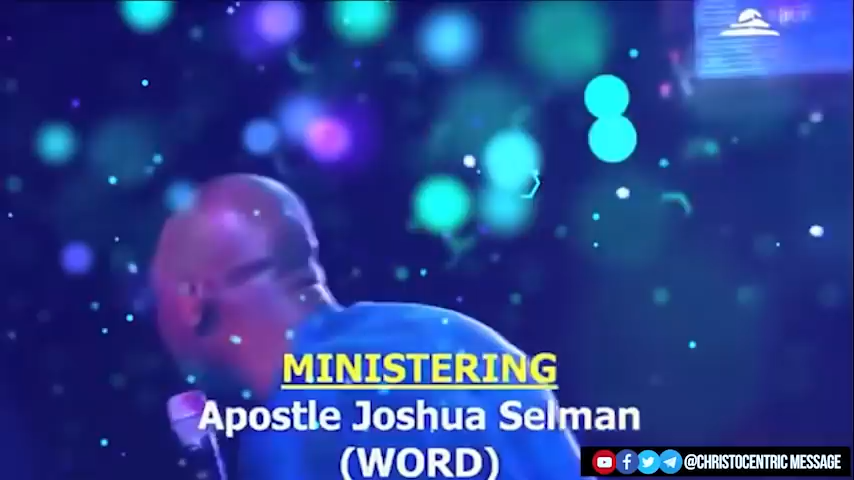 MINISTERING
Apostle Joshua Selman
(WORD)
@CHRISTOCENTRIC MESSAGE